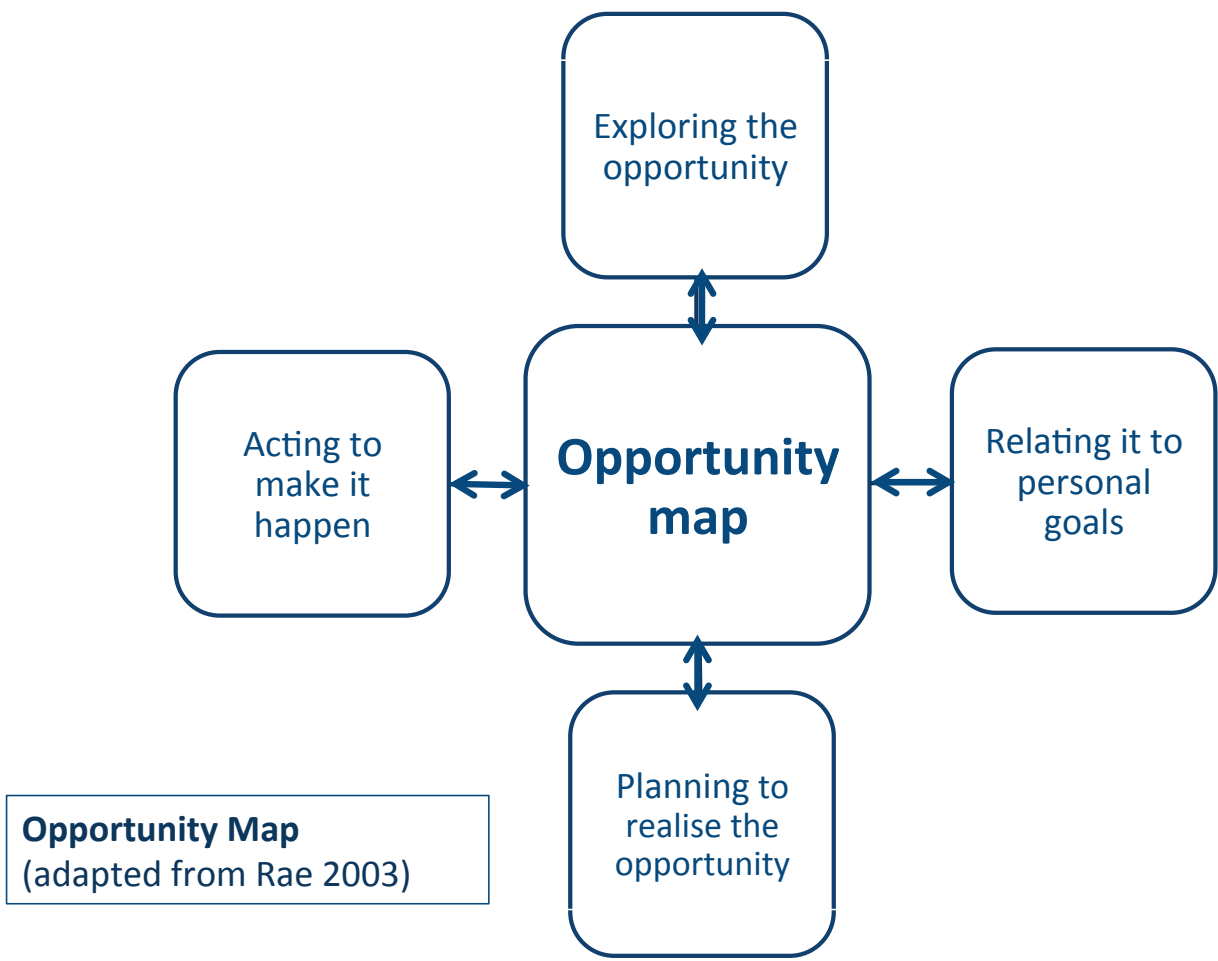 Exploring the
opportunity
Acting to
make it
happen
Opportunity
map
Relating it to
personal
goals
Planning to
realise the
opportunity
Opportunity Map
(adapted from Rae 2003)